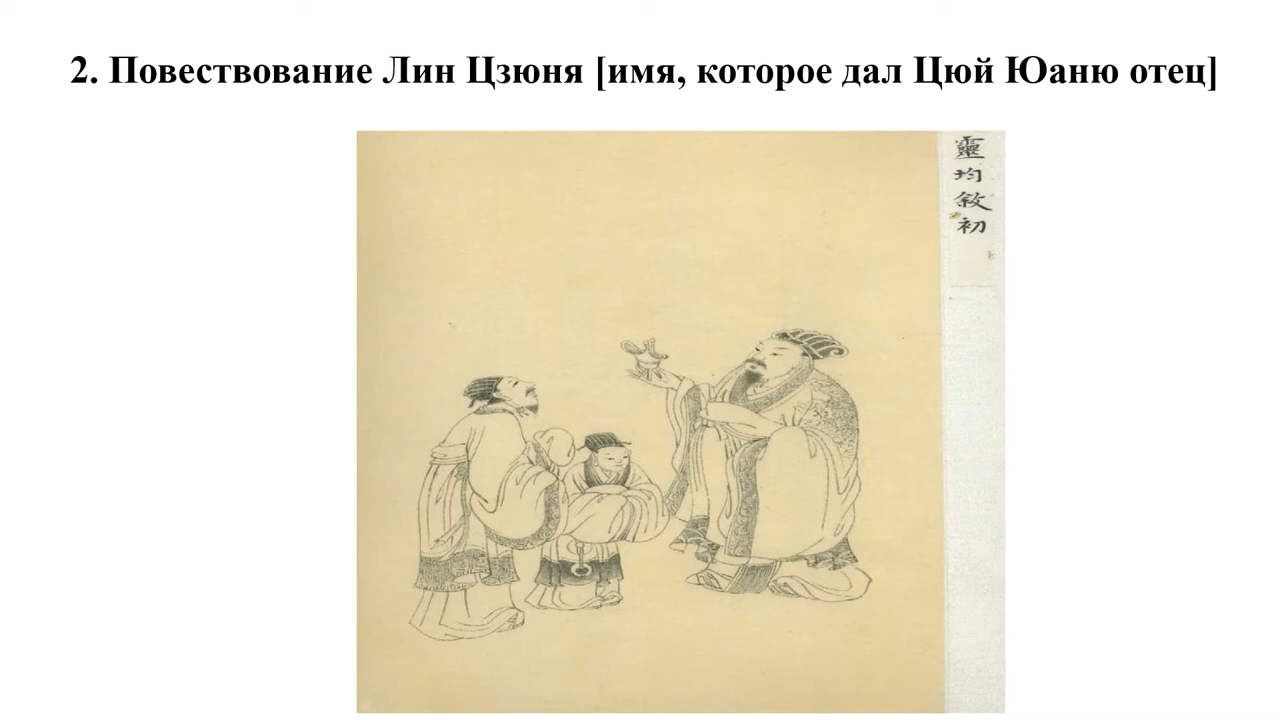 2. Повествование Лин Цзюня [имя, которое дал Цюй Юаню отец]
靈均敘初